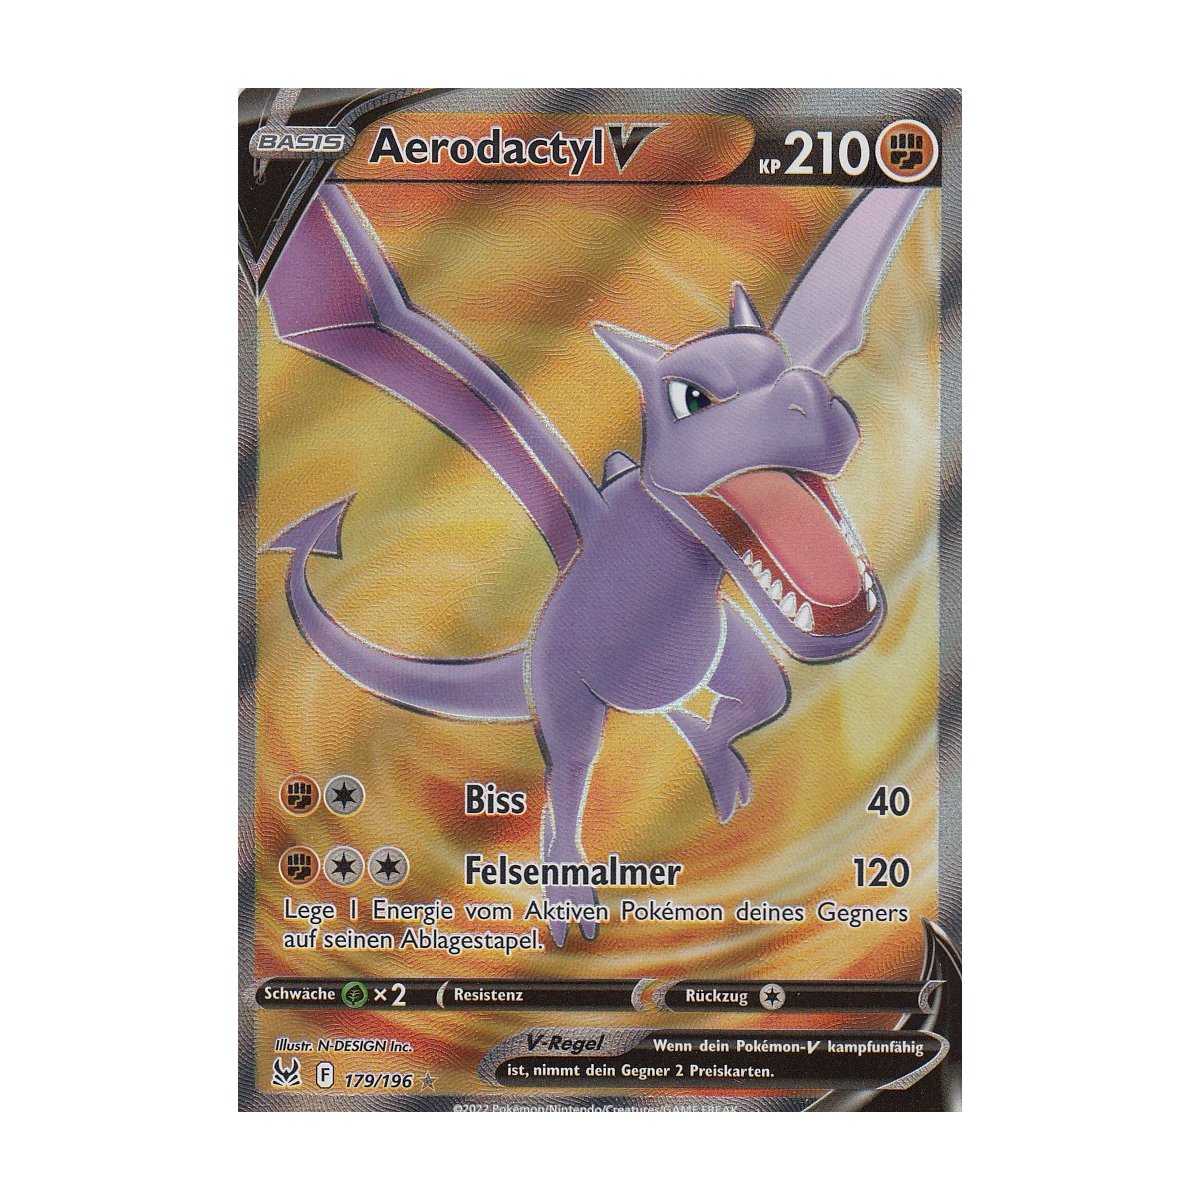 BASIS Aerodactyl V KP 210
Biss 40
Felsenmalmer 120
Lege 1 Energie vom Aktiven Pokémon deines Gegners
auf seinen Ablagestapel.
Schwäche ×2 Resistenz Rückzug
Illustr. N-DESIGN Inc.
V-Regel Wenn dein Pokémon-V kampfunfähig
ist, nimmt dein Gegner 2 Preiskarten.
F 179/196
©2022 Pokémon/Nintendo/Creatures/GAME FREAK